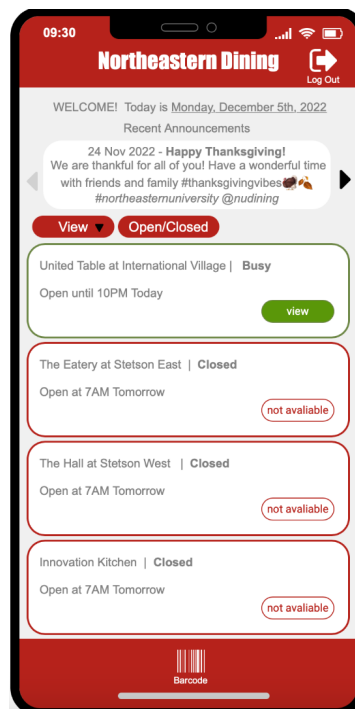 09:30
Northeastern Dining
Log Out
WELCOME!  Today is Monday, December 5th, 2022
Recent Announcements
24 Nov 2022 - Happy Thanksgiving!
We are thankful for all of you! Have a wonderful time
with friends and family #thanksgivingvibes🦃🍂
#northeasternuniversity @nudining
View ▼ Open/Closed
United Table at International Village |  Busy
Open until 10PM Today
view
The Eatery at Stetson East  |  Closed
Open at 7AM Tomorrow
not avaliable
The Hall at Stetson West  |  Closed
Open at 7AM Tomorrow
not avaliable
Innovation Kitchen  |  Closed
Open at 7AM Tomorrow
not avaliable
Barcode